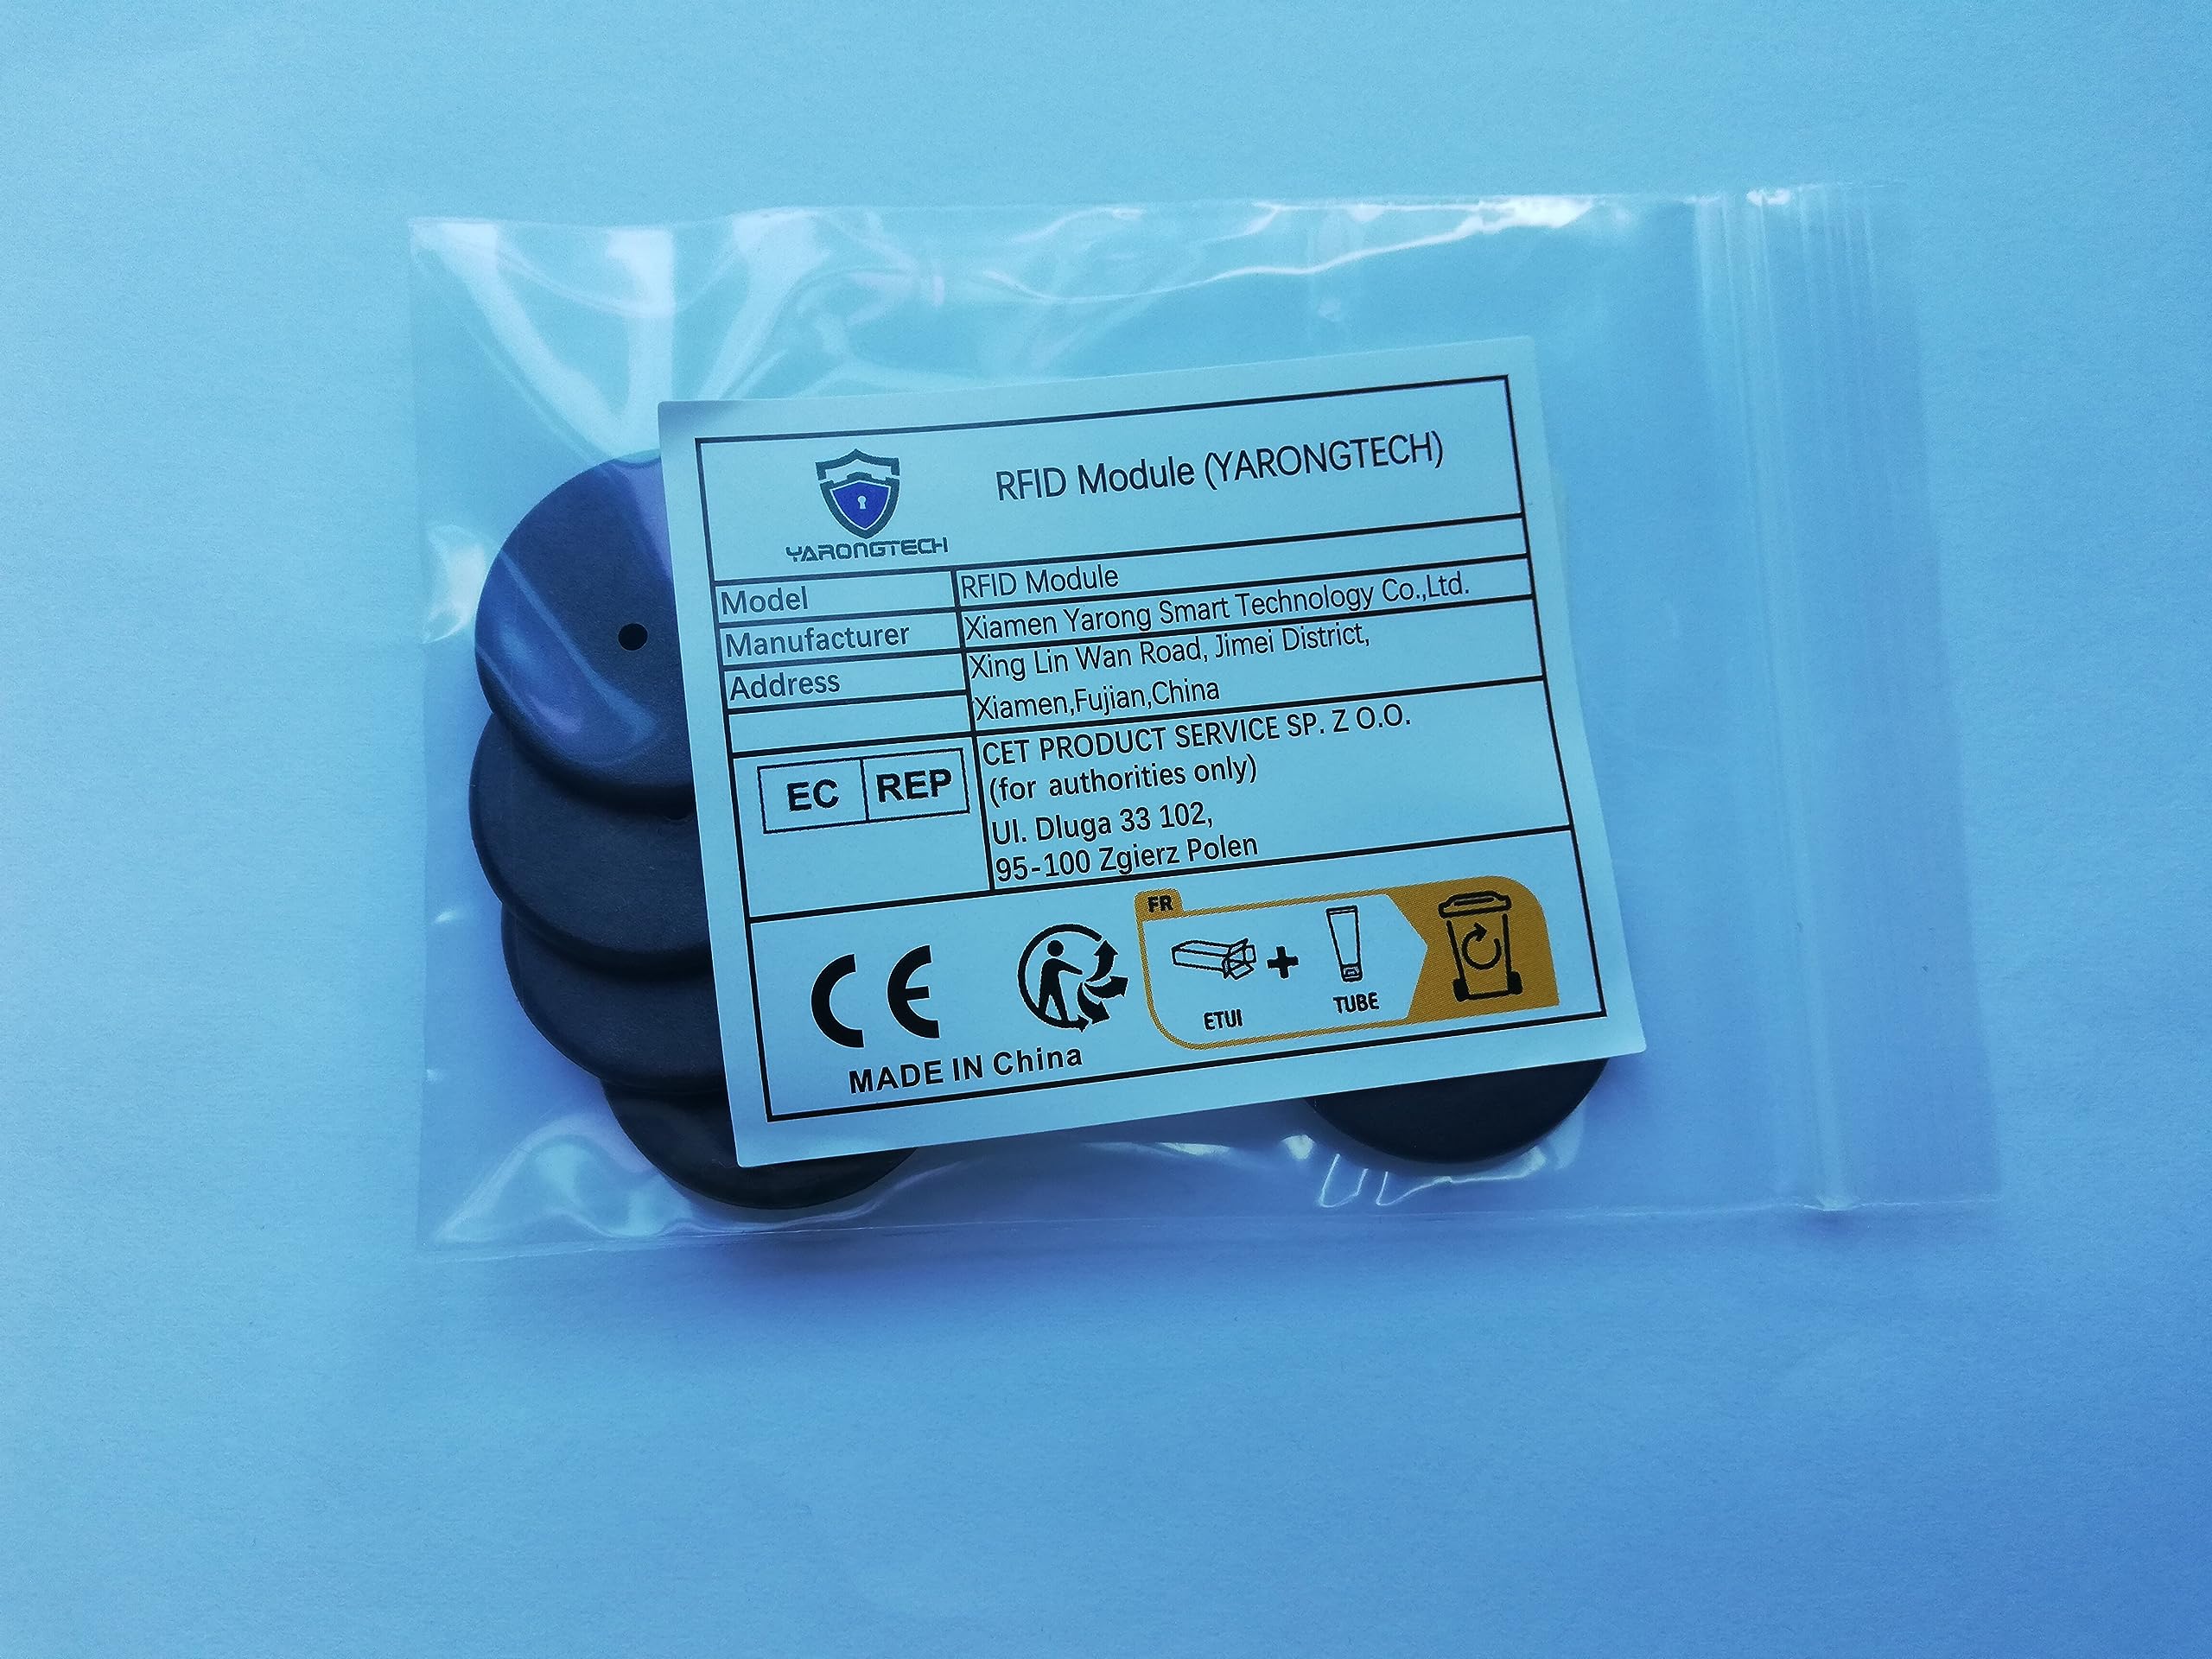 YARONGTECH
RFID Module (YARONGTECH)
Model
RFID Module
Manufacturer
Xiamen Yarong Smart Technology Co.,Ltd.
Address
Xing Lin Wan Road, Jimei District,
Xiamen,Fujian,China
EC REP
CET PRODUCT SERVICE SP. Z O.O.
(for authorities only)
Ul. Dluga 33 102,
95-100 Zgierz Polen
CE
MADE IN China
FR
ETUI
+
TUBE